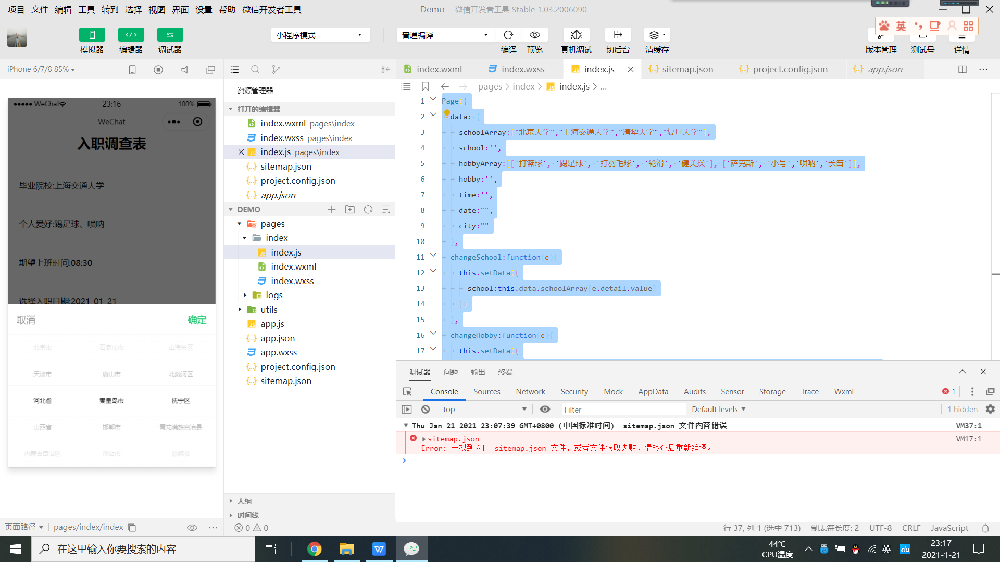 项目 文件 编辑 工具 转到 选择 视图 界面 设置 帮助 微信开发者工具
Demo - 微信开发者工具 Stable 1.03.2006090
模拟器 编辑器 调试器
小程序模式
普通编译
编译 预览 真机调试 切后台 清缓存
英
版本管理 测试号 详情
iPhone 6/7/8 85%
WeChat 23:16 100%
WeChat
入职调查表
毕业院校:上海交通大学
个人爱好:踢足球、唢呐
期望上班时间:08:30
选择入职日期:2021-01-21
取消 确定
北京市 石家庄市 山海关区
天津市 唐山市 北戴河区
河北省 秦皇岛市 抚宁区
山西省 邯郸市 青龙满族自治县
内蒙古自治区 邢台市 昌黎县
页面路径 pages/index/index
资源管理器
打开的编辑器
index.wxml pages\index
index.wxss pages\index
index.js pages\index
sitemap.json
project.config.json
app.json
DEMO
pages
index
index.js
index.wxml
index.wxss
logs
utils
app.js
app.json
app.wxss
project.config.json
sitemap.json
大纲
时间线
0 0
index.wxml index.wxss index.js sitemap.json project.config.json app.json
pages > index > index.js > ...
1 Page({
2 data: {
3 schoolArray:["北京大学","上海交通大学","清华大学","复旦大学"],
4 school:'',
5 hobbyArray:[['打篮球', '踢足球', '打羽毛球', '轮滑', '健美操'], ['萨克斯', '小号','唢呐','长笛']],
6 hobby:'',
7 time:'',
8 date:"",
9 city:""
10 },
11 changeSchool:function(e){
12 this.setData({
13 school:this.data.schoolArray[e.detail.value]
14 })
15 },
16 changeHobby:function(e){
17 this.setData({
调试器 问题 输出 终端
Console Sources Network Security Mock AppData Audits Sensor Storage Trace Wxml
1
top Filter Default levels 1 hidden
Thu Jan 21 2021 23:07:39 GMT+0800 (中国标准时间) sitemap.json 文件内容错误 VM37:1
sitemap.json VM17:1
Error: 未找到入口 sitemap.json 文件，或者文件读取失败，请检查后重新编译。
行 37, 列 1 (选中 713) 制表符长度: 2 UTF-8 CRLF JavaScript
在这里输入你要搜索的内容
44℃
CPU温度
英
du
23:17
2021-1-21